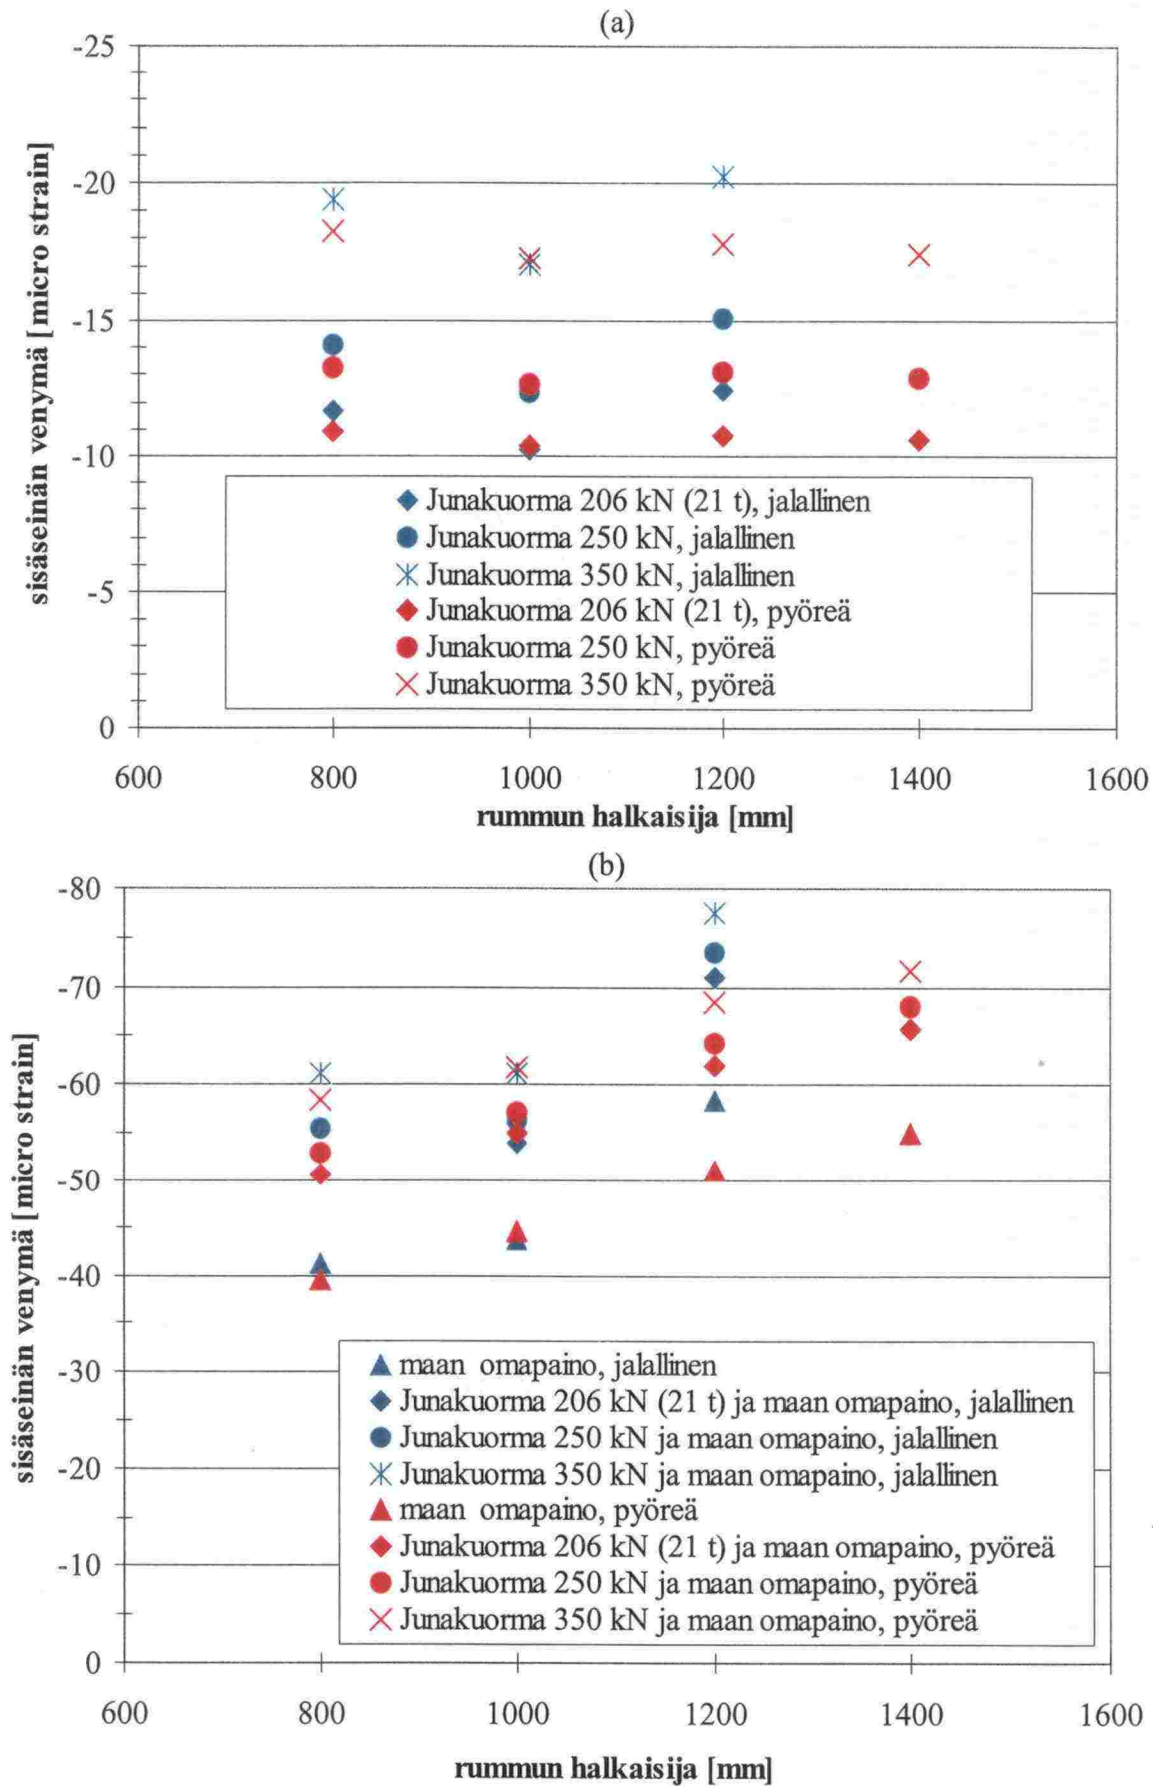 (a)
sisäseinän venymä [micro strain]
-25
-20
-15
-10
-5
0
◆ Junakuorma 206 kN (21 t), jalallinen
● Junakuorma 250 kN, jalallinen
Junakuorma 350 kN, jalallinen
◆ Junakuorma 206 kN (21 t), pyöreä
● Junakuorma 250 kN, pyöreä
Junakuorma 350 kN, pyöreä
600 800 1000 1200 1400 1600
rummun halkaisija [mm]
(b)
sisäseinän venymä [micro strain]
-80
-70
-60
-50
-40
-30
-20
-10
0
▲ maan omapaino, jalallinen
◆ Junakuorma 206 kN (21 t) ja maan omapaino, jalallinen
● Junakuorma 250 kN ja maan omapaino, jalallinen
Junakuorma 350 kN ja maan omapaino, jalallinen
▲ maan omapaino, pyöreä
◆ Junakuorma 206 kN (21 t) ja maan omapaino, pyöreä
● Junakuorma 250 kN ja maan omapaino, pyöreä
Junakuorma 350 kN ja maan omapaino, pyöreä
600 800 1000 1200 1400 1600
rummun halkaisija [mm]